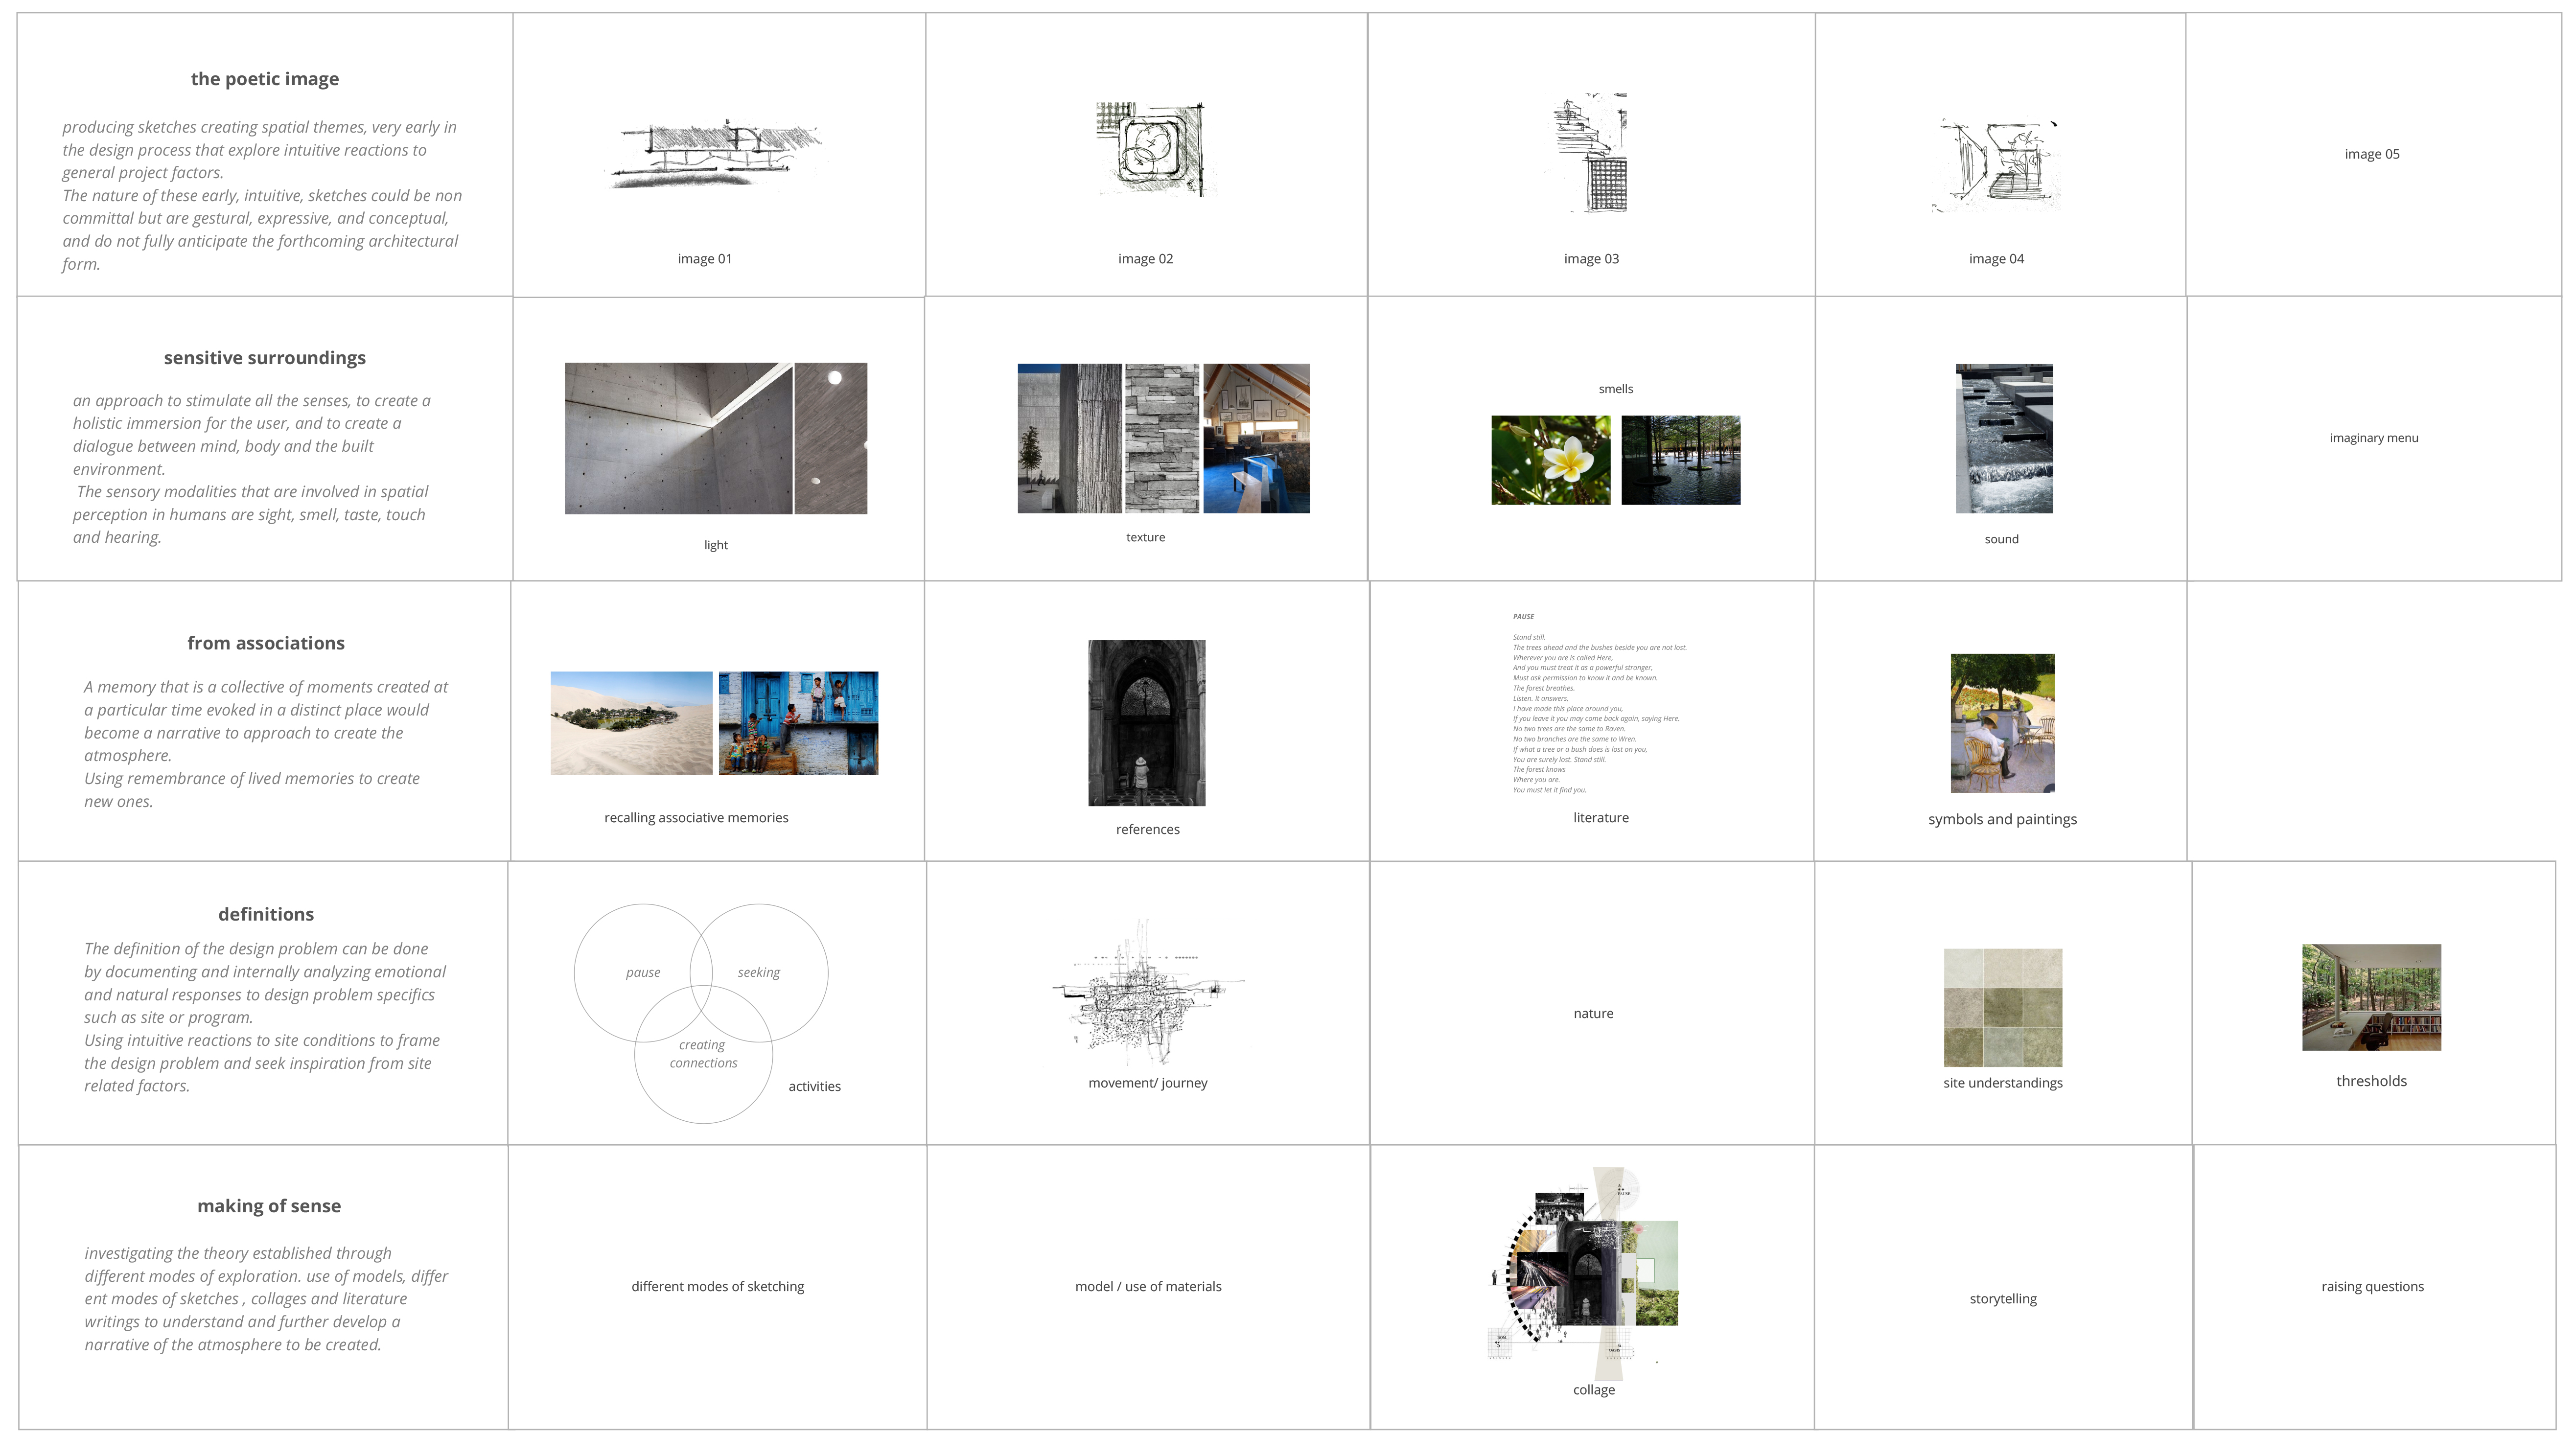 the poetic image
producing sketches creating spatial themes, very early in
the design process that explore intuitive reactions to
general project factors.
The nature of these early, intuitive, sketches could be non
committal but are gestural, expressive, and conceptual,
and do not fully anticipate the forthcoming architectural
form.
image 01
image 02
image 03
image 04
image 05
sensitive surroundings
an approach to stimulate all the senses, to create a
holistic immersion for the user, and to create a
dialogue between mind, body and the built
environment.
The sensory modalities that are involved in spatial
perception in humans are sight, smell, taste, touch
and hearing.
light
texture
smells
sound
imaginary menu
from associations
A memory that is a collective of moments created at
a particular time evoked in a distinct place would
become a narrative to approach to create the
atmosphere.
Using remembrance of lived memories to create
new ones.
recalling associative memories
references
PAUSE
Stand still.
The trees ahead and the bushes beside you are not lost.
Wherever you are is called Here,
And you must treat it as a powerful stranger,
Must ask permission to know it and be known.
The forest breathes.
Listen. It answers,
I have made this place around you,
If you leave it you may come back again, saying Here.
No two trees are the same to Raven.
No two branches are the same to Wren.
If what a tree or a bush does is lost on you,
You are surely lost. Stand still.
The forest knows
Where you are.
You must let it find you.
literature
symbols and paintings
definitions
The definition of the design problem can be done
by documenting and internally analyzing emotional
and natural responses to design problem specifics
such as site or program.
Using intuitive reactions to site conditions to frame
the design problem and seek inspiration from site
related factors.
pause
seeking
creating
connections
activities
movement/ journey
nature
site understandings
thresholds
making of sense
investigating the theory established through
different modes of exploration. use of models, differ
ent modes of sketches , collages and literature
writings to understand and further develop a
narrative of the atmosphere to be created.
different modes of sketching
model / use of materials
PAUSE
collage
storytelling
raising questions